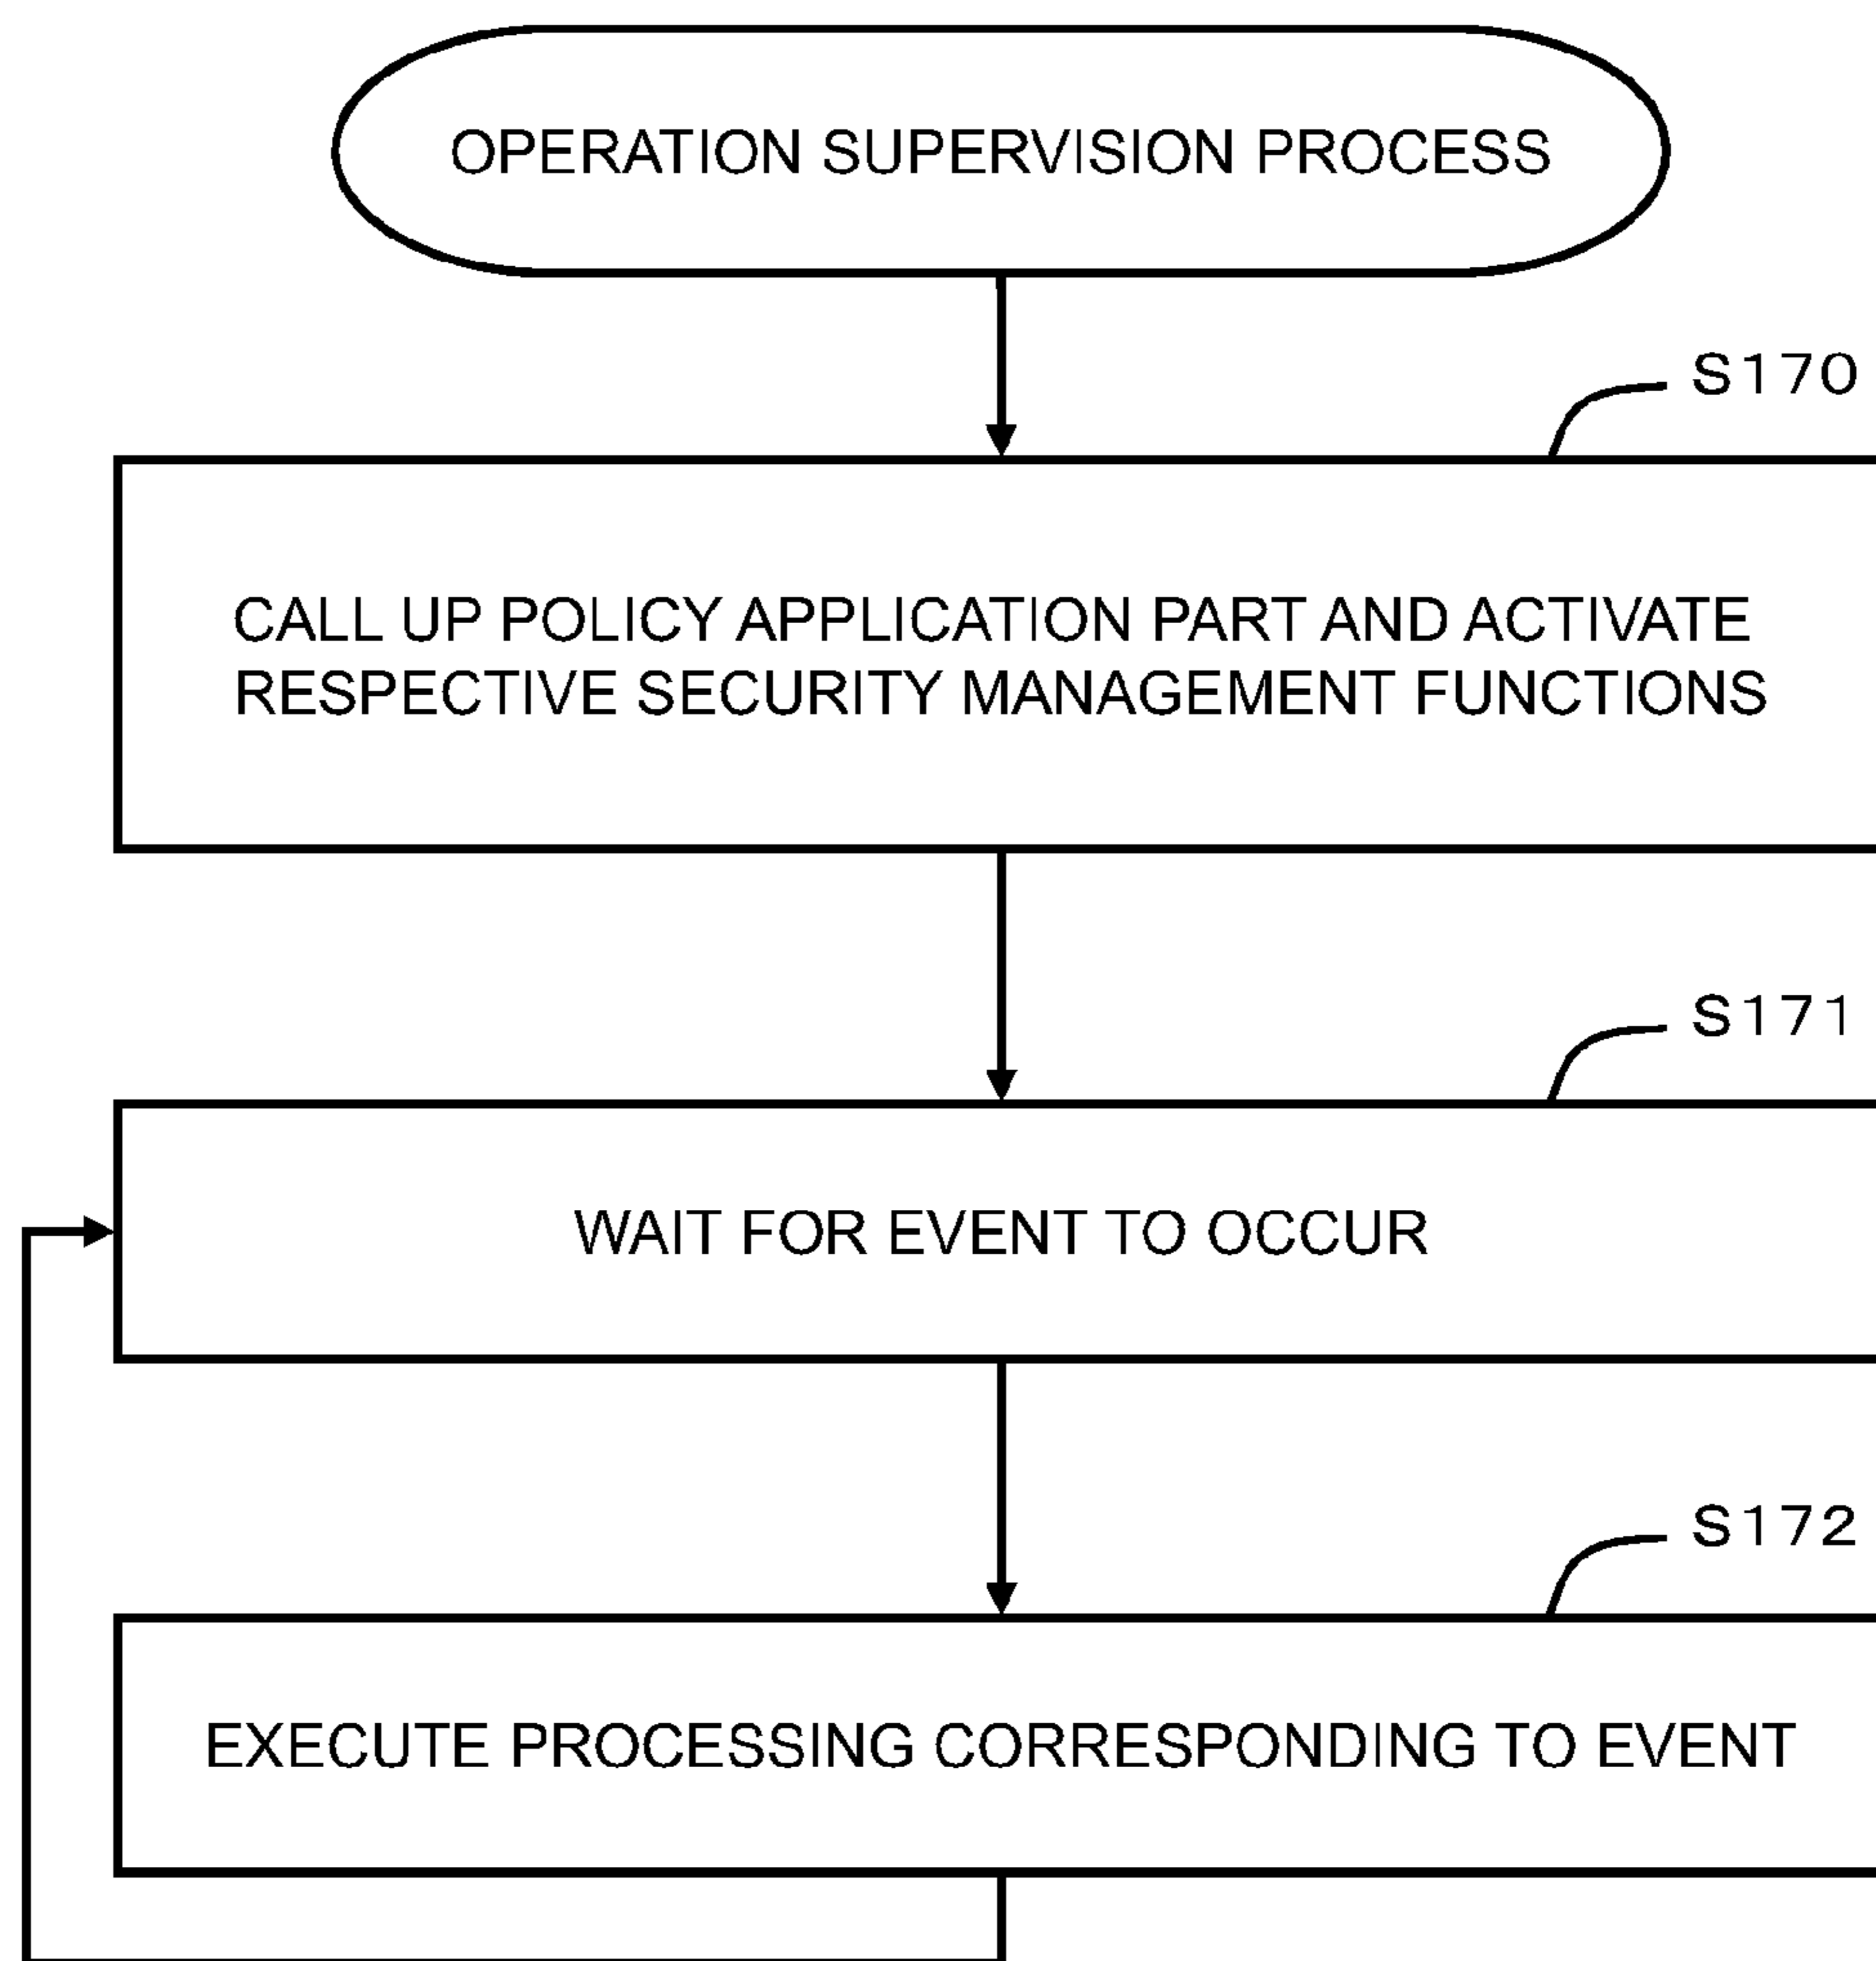 OPERATION SUPERVISION PROCESS
S170
CALL UP POLICY APPLICATION PART AND ACTIVATE
RESPECTIVE SECURITY MANAGEMENT FUNCTIONS
S171
WAIT FOR EVENT TO OCCUR
S172
EXECUTE PROCESSING CORRESPONDING TO EVENT